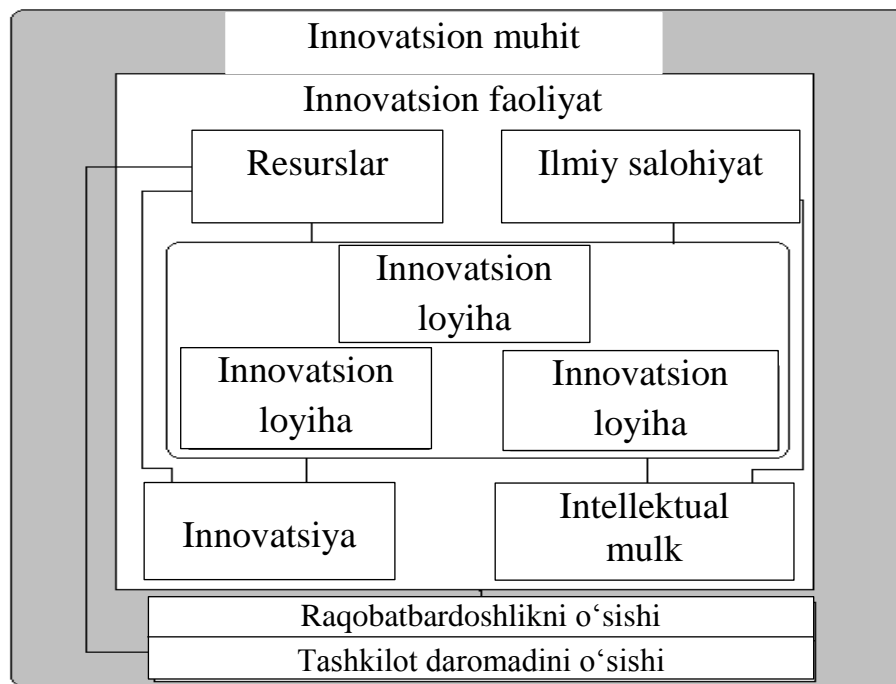 Innovatsion muhit
Innovatsion faoliyat
Resurslar
Ilmiy salohiyat
Innovatsion
loyiha
Innovatsion
loyiha
Innovatsion
loyiha
Innovatsiya
Intellektual
mulk
Raqobatbardoshlikni o‘sishi
Tashkilot daromadini o‘sishi